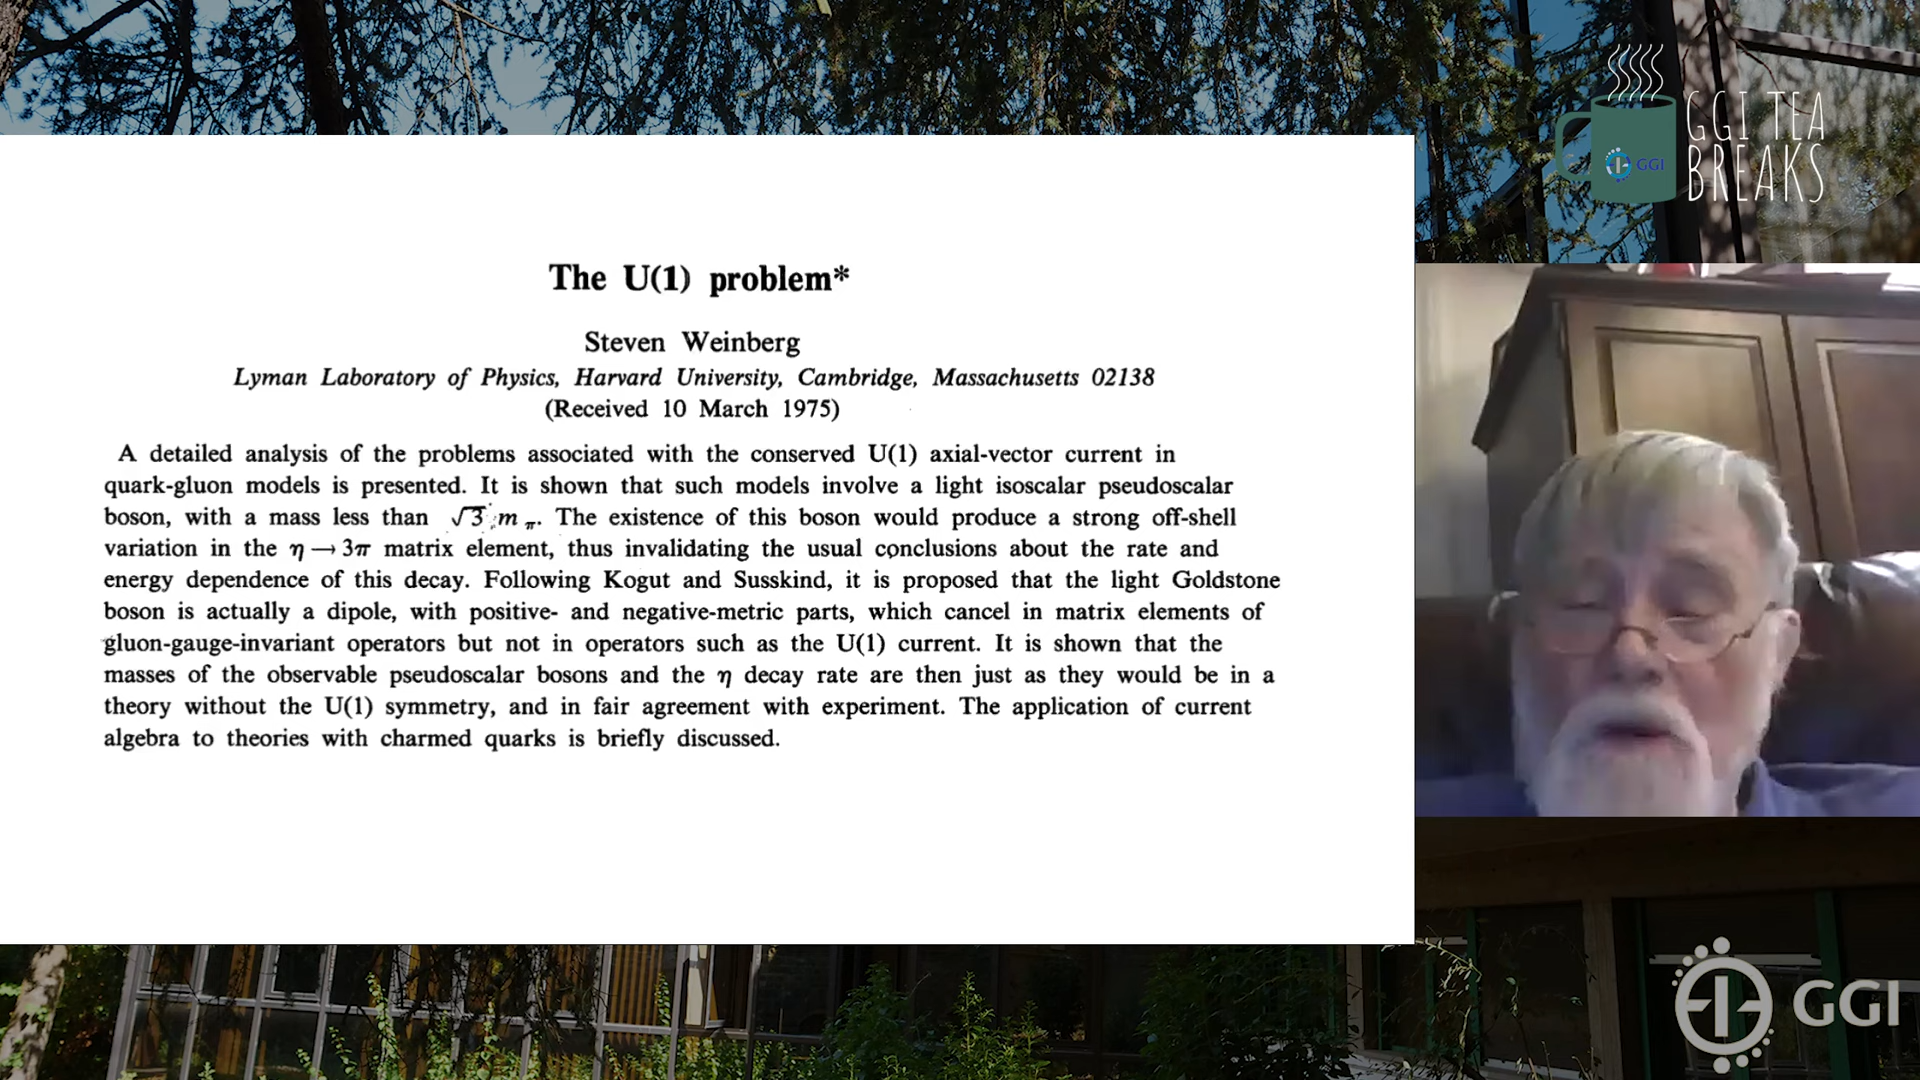 GGI TEA
BREAKS
GGI
The U(1) problem*
Steven Weinberg
Lyman Laboratory of Physics, Harvard University, Cambridge, Massachusetts 02138
(Received 10 March 1975)
A detailed analysis of the problems associated with the conserved U(1) axial-vector current in
quark-gluon models is presented. It is shown that such models involve a light isoscalar pseudoscalar
boson, with a mass less than √3 m π. The existence of this boson would produce a strong off-shell
variation in the η → 3π matrix element, thus invalidating the usual conclusions about the rate and
energy dependence of this decay. Following Kogut and Susskind, it is proposed that the light Goldstone
boson is actually a dipole, with positive- and negative-metric parts, which cancel in matrix elements of
gluon-gauge-invariant operators but not in operators such as the U(1) current. It is shown that the
masses of the observable pseudoscalar bosons and the η decay rate are then just as they would be in a
theory without the U(1) symmetry, and in fair agreement with experiment. The application of current
algebra to theories with charmed quarks is briefly discussed.
GGI